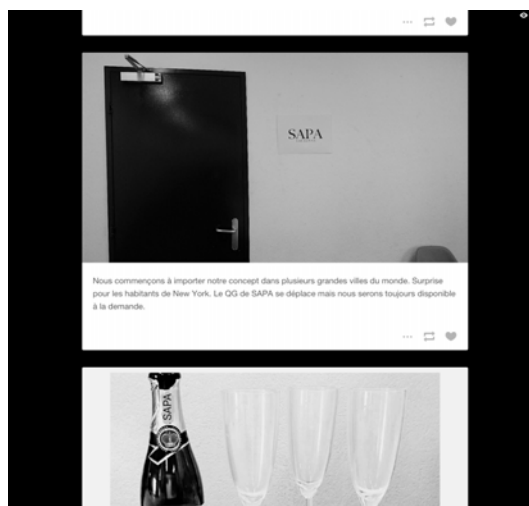 SAPA
Nous commençons à importer notre concept dans plusieurs grandes villes du monde. Surprise
pour les habitants de New York. Le QG de SAPA se déplace mais nous serons toujours disponible
à la demande.
SAPA